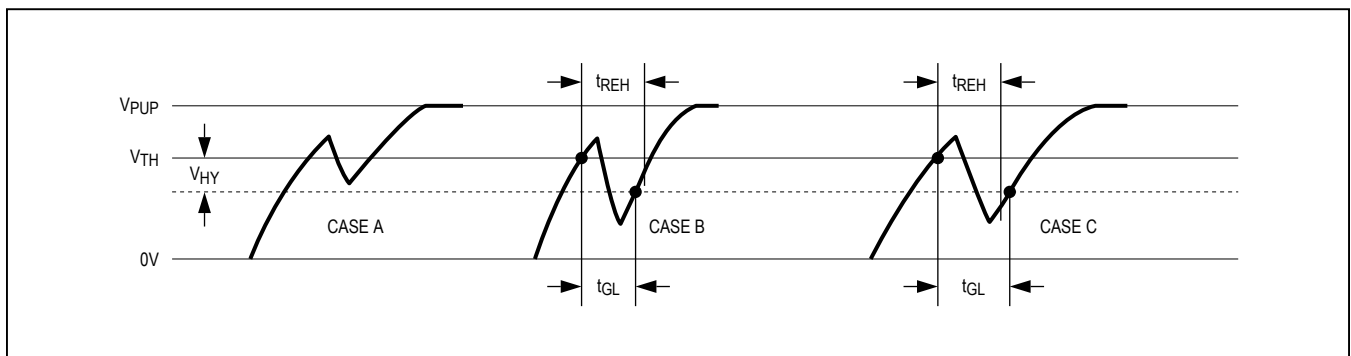 tREH
tREH
VPUP
VTH
VHY
CASE A
CASE B
CASE C
0V
tGL
tGL